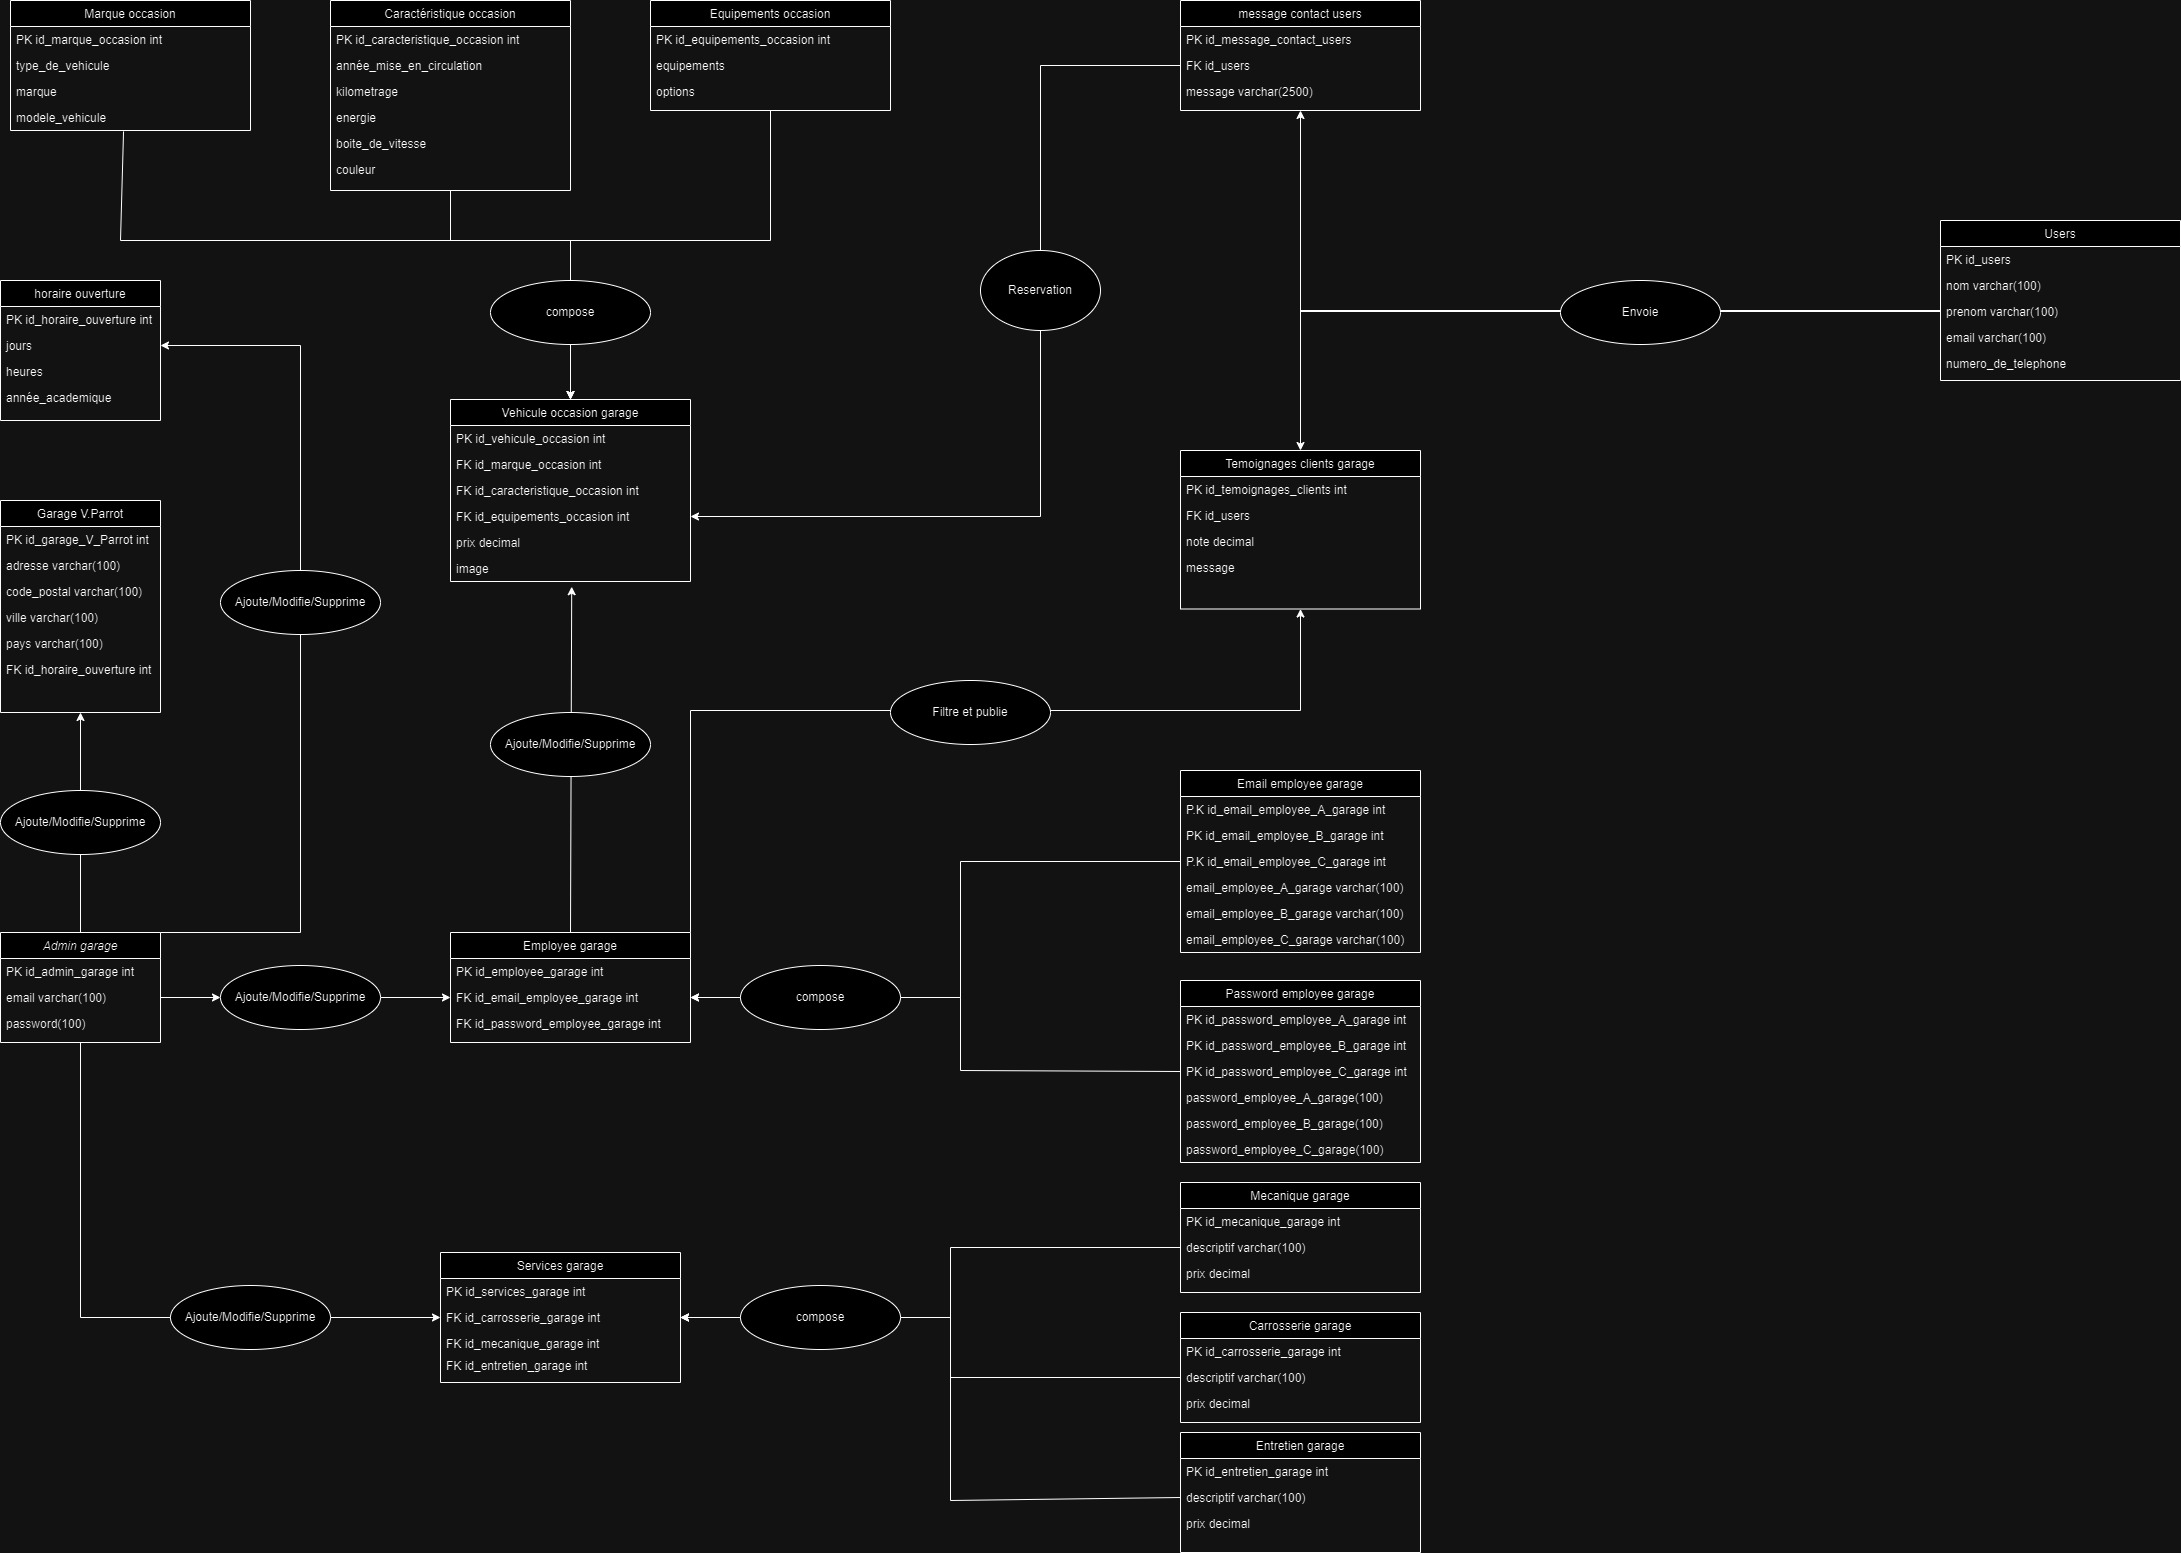 Marque occasion
PK id_marque_occasion int
type_de_vehicule
marque
modele_vehicule
Caractéristique occasion
PK id_caracteristique_occasion int
année_mise_en_circulation
kilometrage
energie
boite_de_vitesse
couleur
Equipements occasion
PK id_equipements_occasion int
equipements
options
message contact users
PK id_message_contact_users
FK id_users
message varchar(2500)
Users
PK id_users
nom varchar(100)
prenom varchar(100)
email varchar(100)
numero_de_telephone
horaire ouverture
PK id_horaire_ouverture int
jours
heures
année_academique
compose
Reservation
Envoie
Vehicule occasion garage
PK id_vehicule_occasion int
FK id_marque_occasion int
FK id_caracteristique_occasion int
FK id_equipements_occasion int
prix decimal
image
Temoignages clients garage
PK id_temoignages_clients int
FK id_users
note decimal
message
Garage V.Parrot
PK id_garage_V_Parrot int
adresse varchar(100)
code_postal varchar(100)
ville varchar(100)
pays varchar(100)
FK id_horaire_ouverture int
Ajoute/Modifie/Supprime
Ajoute/Modifie/Supprime
Filtre et publie
Ajoute/Modifie/Supprime
Email employee garage
P.K id_email_employee_A_garage int
PK id_email_employee_B_garage int
P.K id_email_employee_C_garage int
email_employee_A_garage varchar(100)
email_employee_B_garage varchar(100)
email_employee_C_garage varchar(100)
Admin garage
PK id_admin_garage int
email varchar(100)
password(100)
Ajoute/Modifie/Supprime
Employee garage
PK id_employee_garage int
FK id_email_employee_garage int
FK id_password_employee_garage int
compose
Password employee garage
PK id_password_employee_A_garage int
PK id_password_employee_B_garage int
PK id_password_employee_C_garage int
password_employee_A_garage(100)
password_employee_B_garage(100)
password_employee_C_garage(100)
Mecanique garage
PK id_mecanique_garage int
descriptif varchar(100)
prix decimal
Ajoute/Modifie/Supprime
Services garage
PK id_services_garage int
FK id_carrosserie_garage int
FK id_mecanique_garage int
FK id_entretien_garage int
compose
Carrosserie garage
PK id_carrosserie_garage int
descriptif varchar(100)
prix decimal
Entretien garage
PK id_entretien_garage int
descriptif varchar(100)
prix decimal